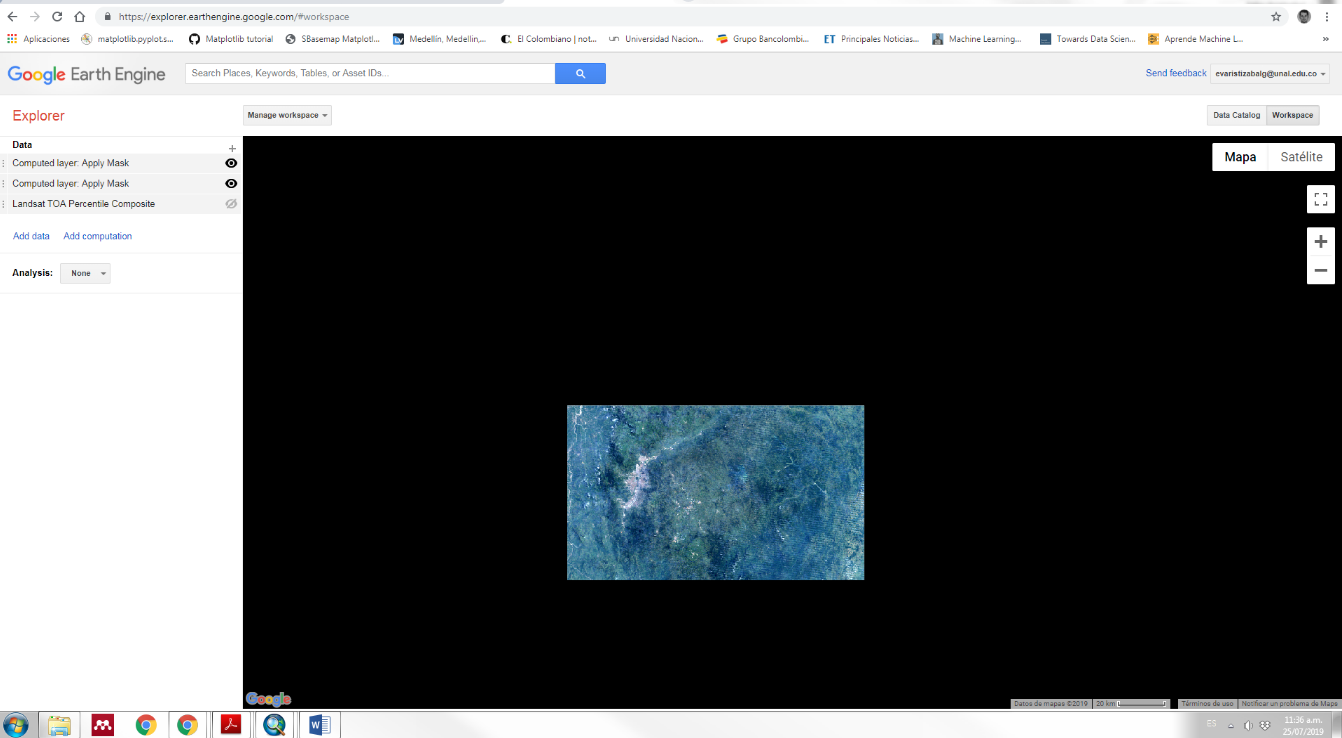 https://explorer.earthengine.google.com/#workspace
Aplicaciones matplotlib.pyplot.s... Matplotlib tutorial SBasemap Matplotl... Medellín, Medellin,... El Colombiano | not... Universidad Nacion... Grupo Bancolombi... ET Principales Noticias... Machine Learning... Towards Data Scien... Aprende Machine L... »
Google Earth Engine Search Places, Keywords, Tables, or Asset IDs... Send feedback evaristizabalg@unal.edu.co
Explorer Manage workspace Data Catalog Workspace
Data
Computed layer: Apply Mask Mapa Satélite
Computed layer: Apply Mask
Landsat TOA Percentile Composite
Add data Add computation
Analysis: None
Google Datos de mapas ©2019 20 km Términos de uso Notificar un problema de Maps
ES 11:36 a.m.
25/07/2019